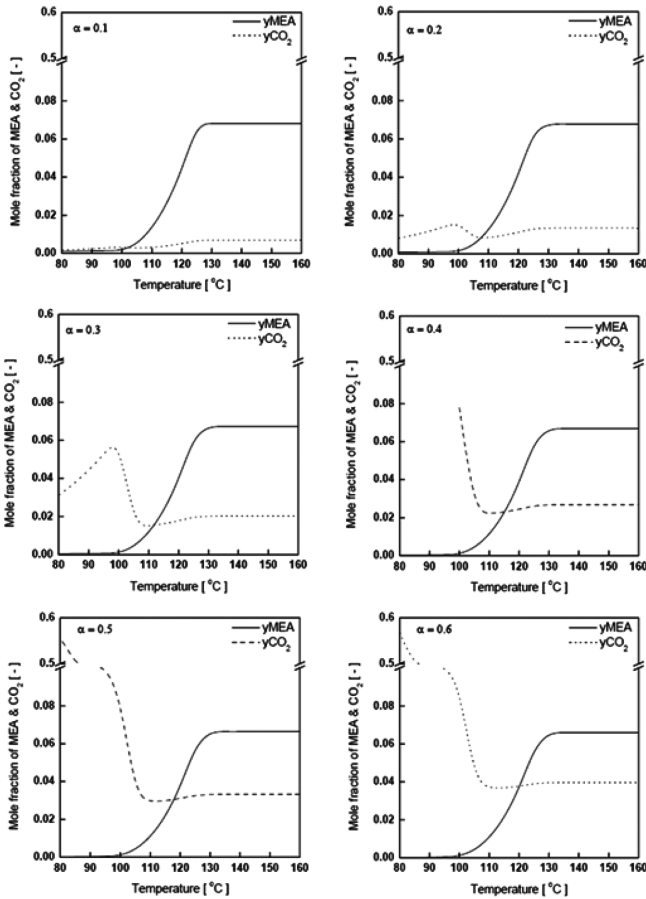 0.6
α = 0.1
yMEA
yCO₂
0.5
0.08
0.06
0.04
0.02
0.00
Mole fraction of MEA & CO₂ [ - ]
80 90 100 110 120 130 140 150 160
Temperature [ °C ]
0.6
α = 0.2
yMEA
yCO₂
0.5
0.08
0.06
0.04
0.02
0.00
Mole fraction of MEA & CO₂ [ - ]
80 90 100 110 120 130 140 150 160
Temperature [ °C ]
0.6
α = 0.3
yMEA
yCO₂
0.5
0.08
0.06
0.04
0.02
0.00
Mole fraction of MEA & CO₂ [ - ]
80 90 100 110 120 130 140 150 160
Temperature [ °C ]
0.6
α = 0.4
yMEA
yCO₂
0.5
0.08
0.06
0.04
0.02
0.00
Mole fraction of MEA & CO₂ [ - ]
80 90 100 110 120 130 140 150 160
Temperature [ °C ]
0.6
α = 0.5
yMEA
yCO₂
0.5
0.08
0.06
0.04
0.02
0.00
Mole fraction of MEA & CO₂ [ - ]
80 90 100 110 120 130 140 150 160
Temperature [ °C ]
0.6
α = 0.6
yMEA
yCO₂
0.5
0.08
0.06
0.04
0.02
0.00
Mole fraction of MEA & CO₂ [ - ]
80 90 100 110 120 130 140 150 160
Temperature [ °C ]